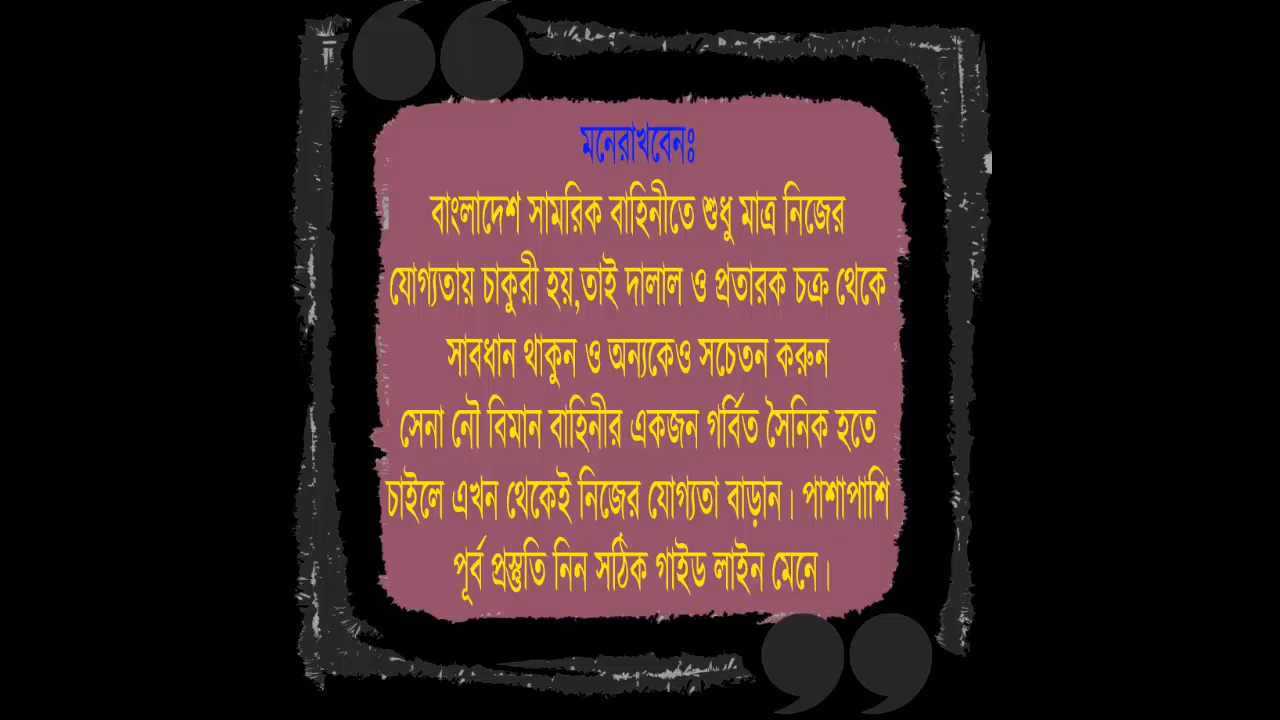 মনেরাখবেনঃ
বাংলাদেশ সামরিক বাহিনীতে শুধু মাত্র নিজের
যোগ্যতায় চাকুরী হয়,তাই দালাল ও প্রতারক চক্র থেকে
সাবধান থাকুন ও অন্যকেও সচেতন করুন
সেনা নৌ বিমান বাহিনীর একজন গর্বিত সৈনিক হতে
চাইলে এখন থেকেই নিজের যোগ্যতা বাড়ান। পাশাপাশি
পূর্ব প্রস্তুতি নিন সঠিক গাইড লাইন মেনে।